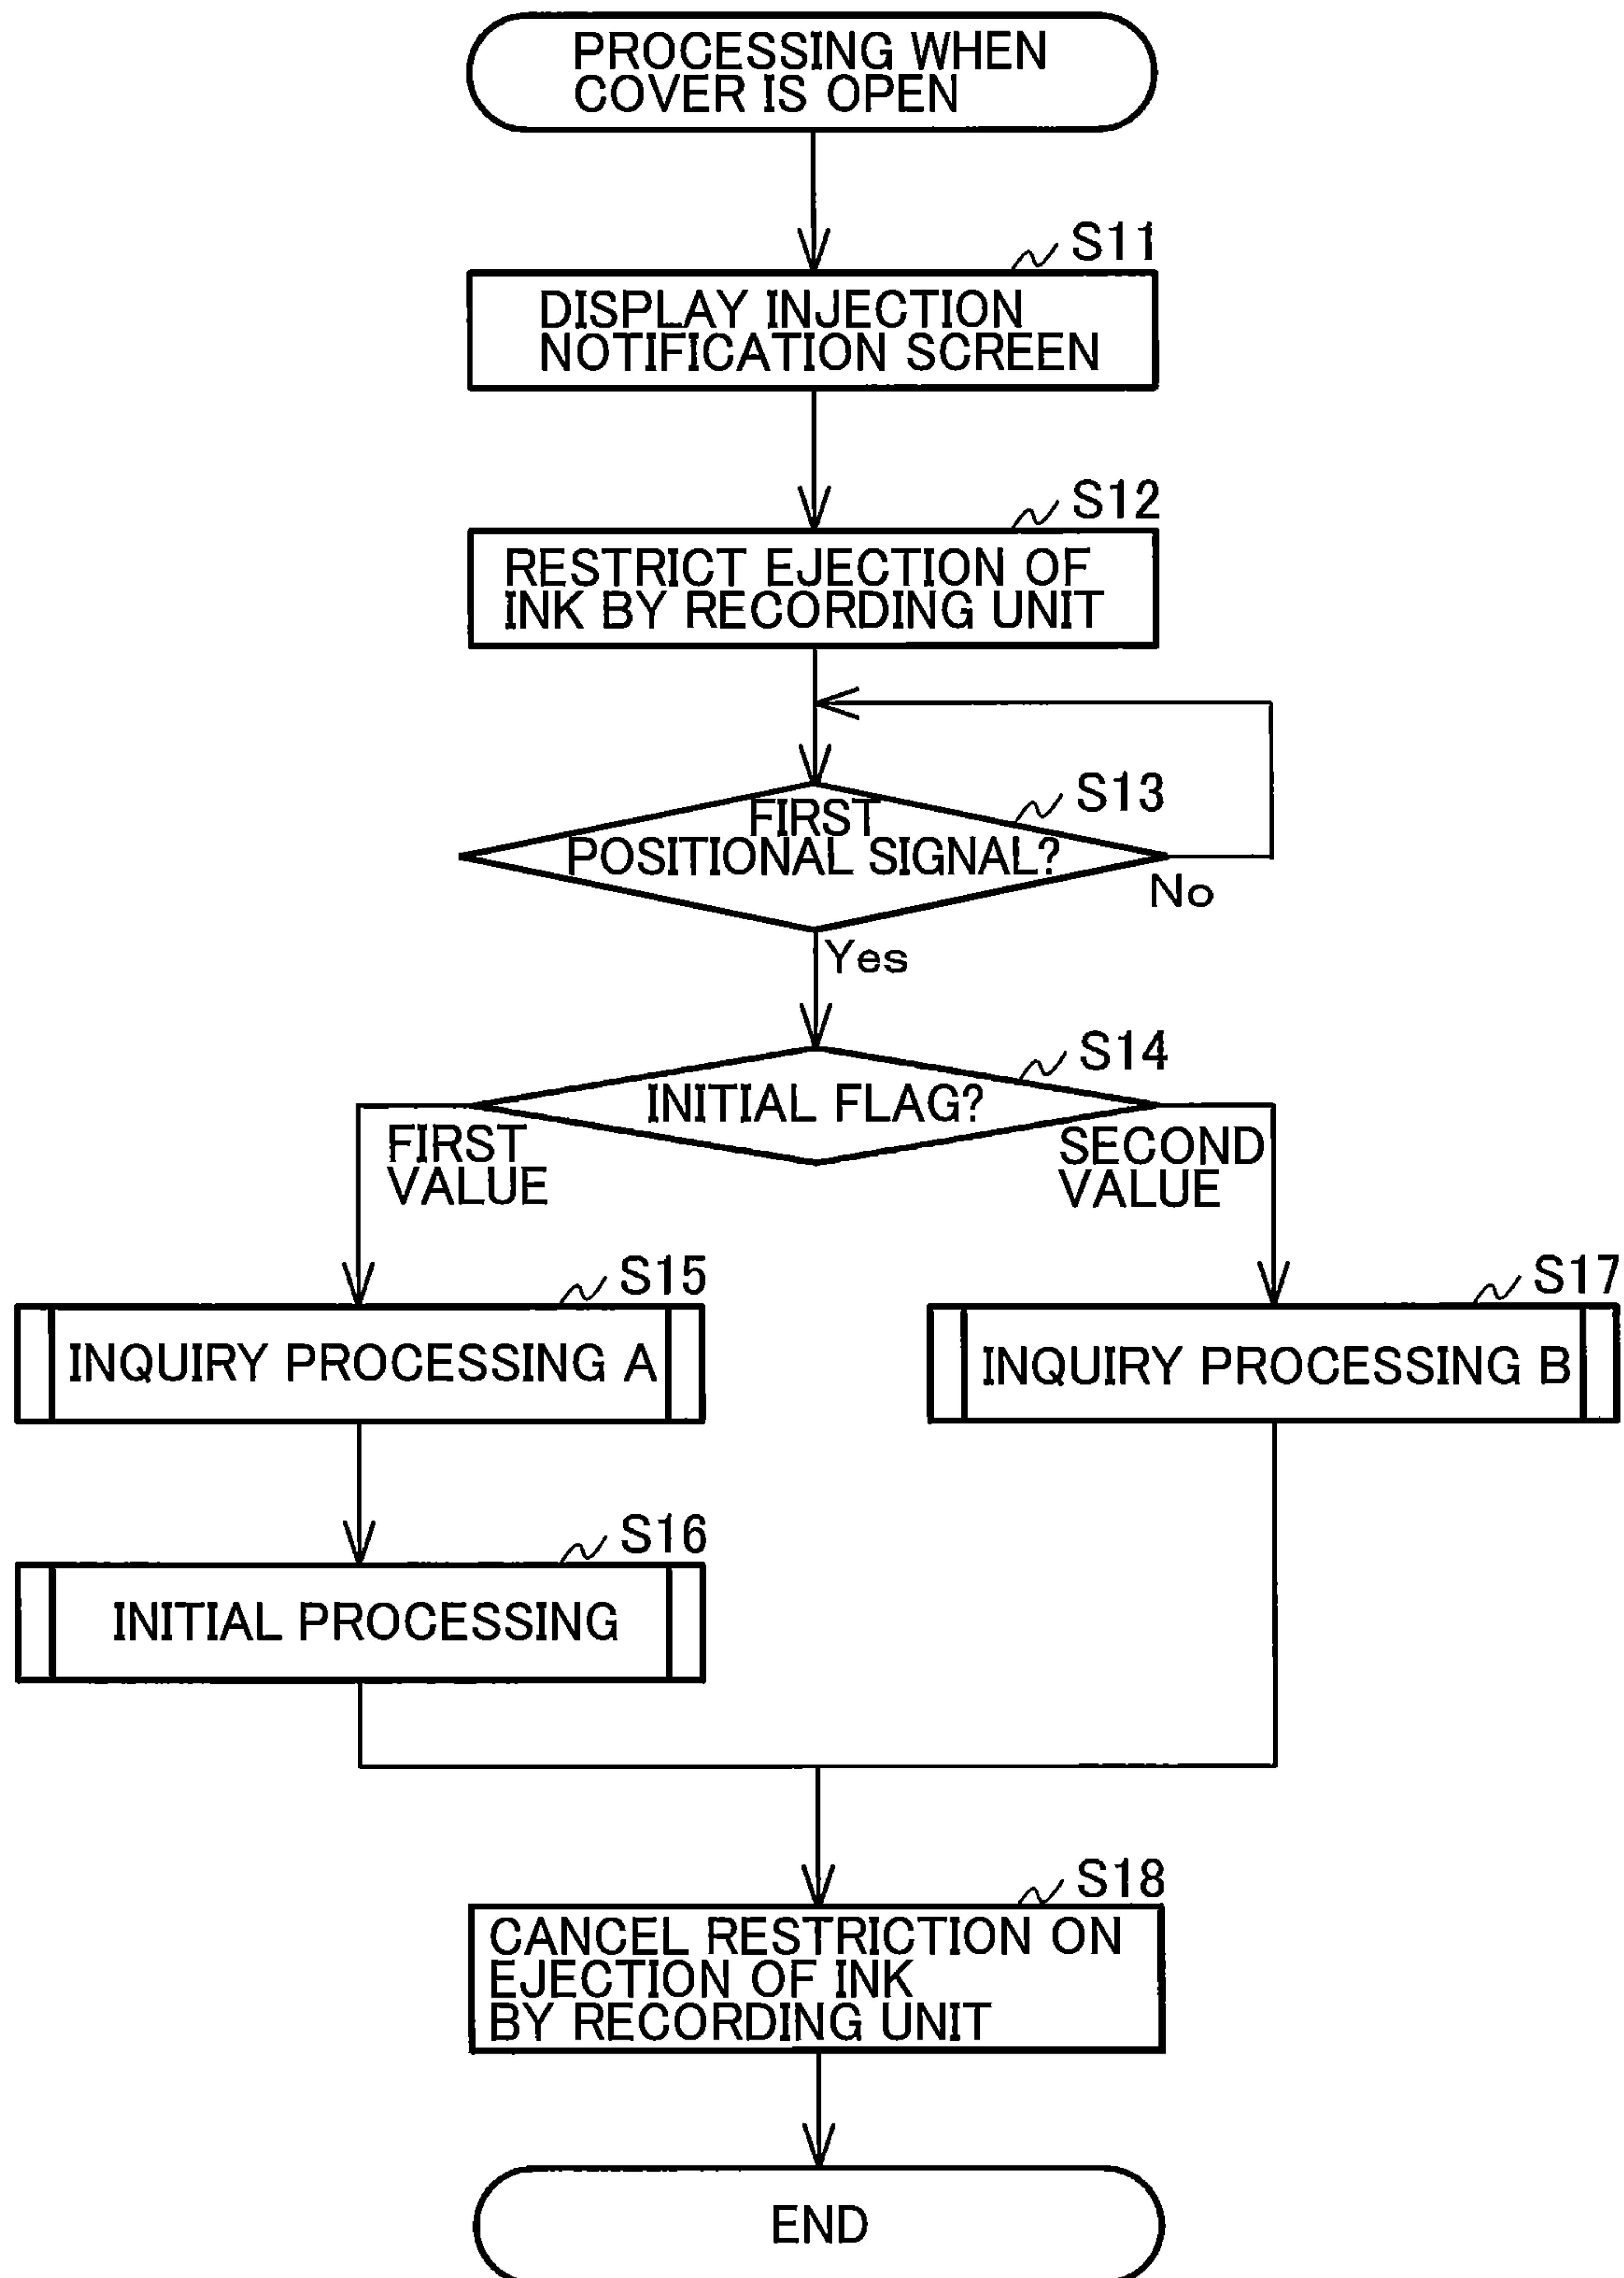 PROCESSING WHEN
COVER IS OPEN
S11
DISPLAY INJECTION
NOTIFICATION SCREEN
S12
RESTRICT EJECTION OF
INK BY RECORDING UNIT
S13
FIRST
POSITIONAL SIGNAL?
No
Yes
S14
INITIAL FLAG?
FIRST
VALUE
SECOND
VALUE
S15
INQUIRY PROCESSING A
S17
INQUIRY PROCESSING B
S16
INITIAL PROCESSING
S18
CANCEL RESTRICTION ON
EJECTION OF INK
BY RECORDING UNIT
END